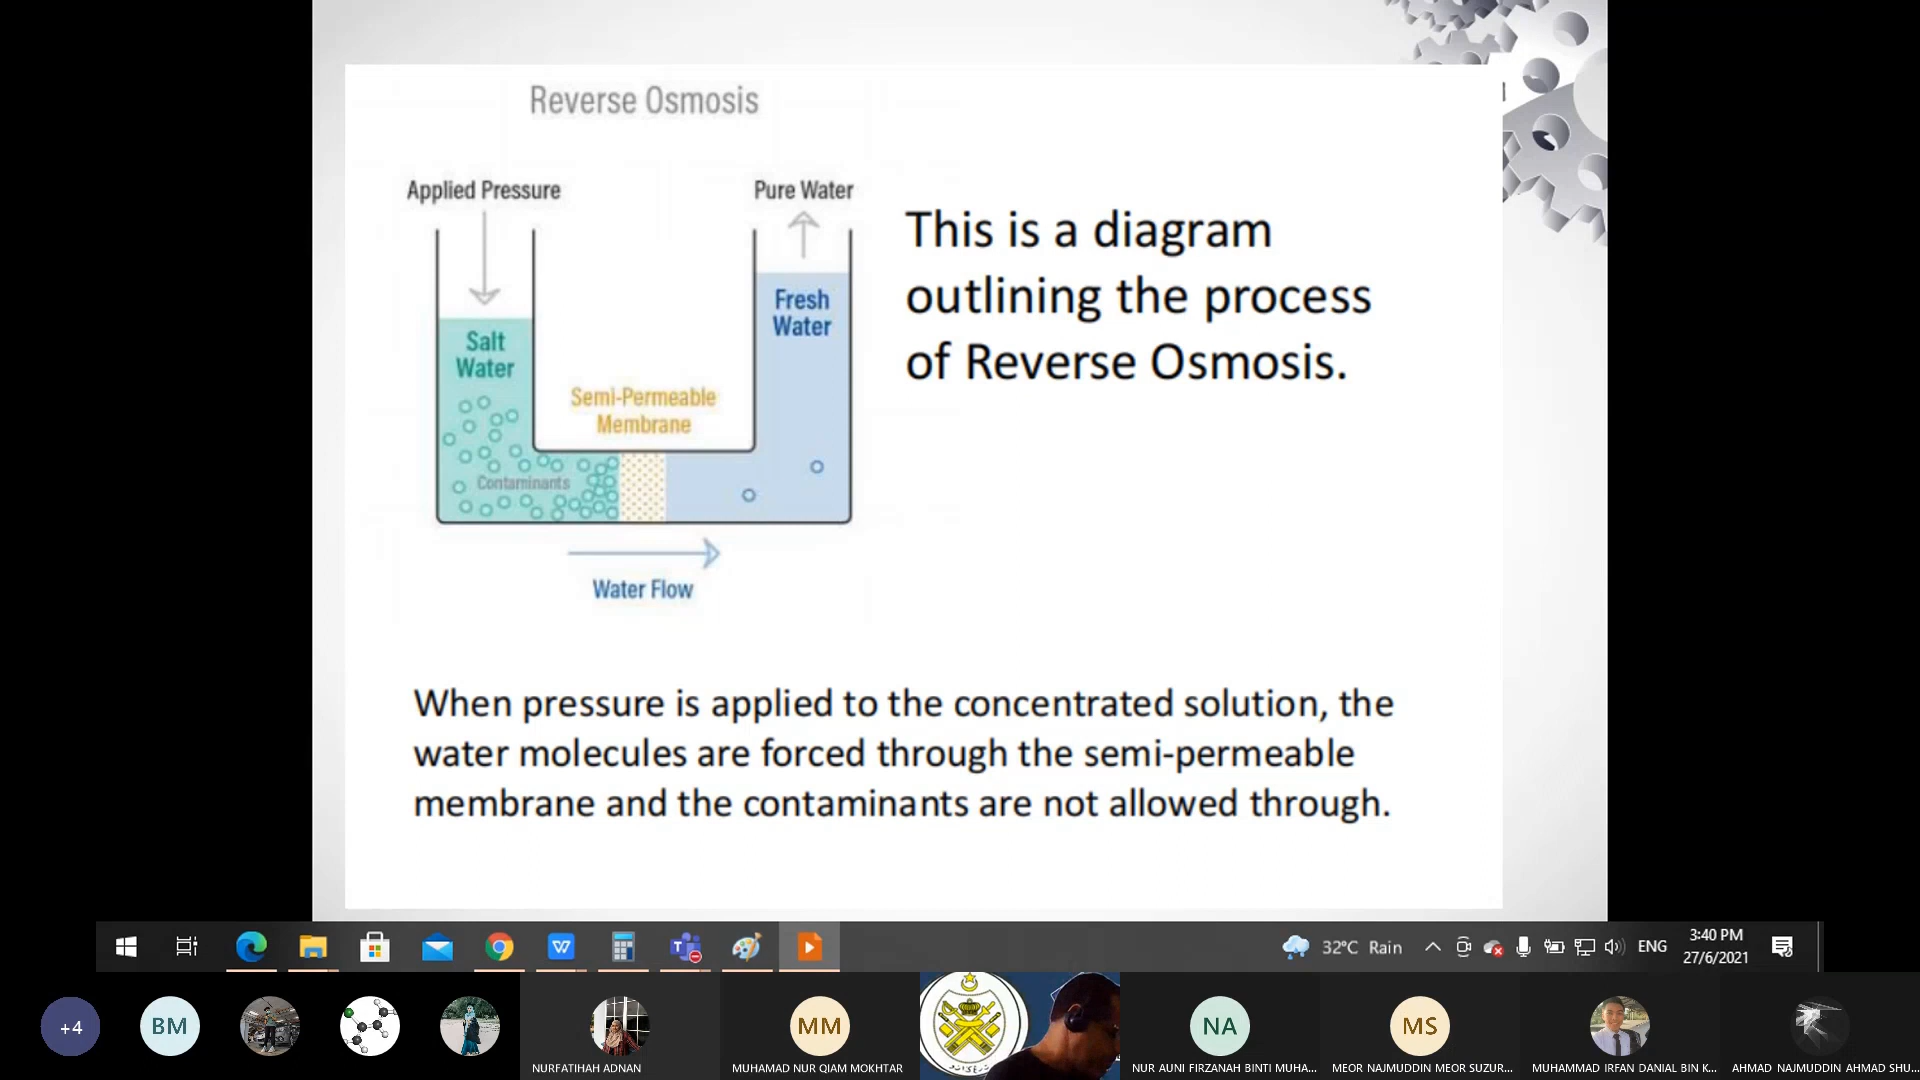 Reverse Osmosis
Applied Pressure
Pure Water
Salt
Water
Fresh
Water
Semi-Permeable
Membrane
Contaminants
Water Flow
This is a diagram
outlining the process
of Reverse Osmosis.
When pressure is applied to the concentrated solution, the
water molecules are forced through the semi-permeable
membrane and the contaminants are not allowed through.
W
T
32°C Rain
ENG
3:40 PM
27/6/2021
+4
BM
MM
NA
MS
NURFATIHAH ADNAN
MUHAMAD NUR QIAM MOKHTAR
NUR AUNI FIRZANAH BINTI MUHA...
MEOR NAJMUDDIN MEOR SUZUR...
MUHAMMAD IRFAN DANIAL BIN K...
AHMAD NAJMUDDIN AHMAD SHU...